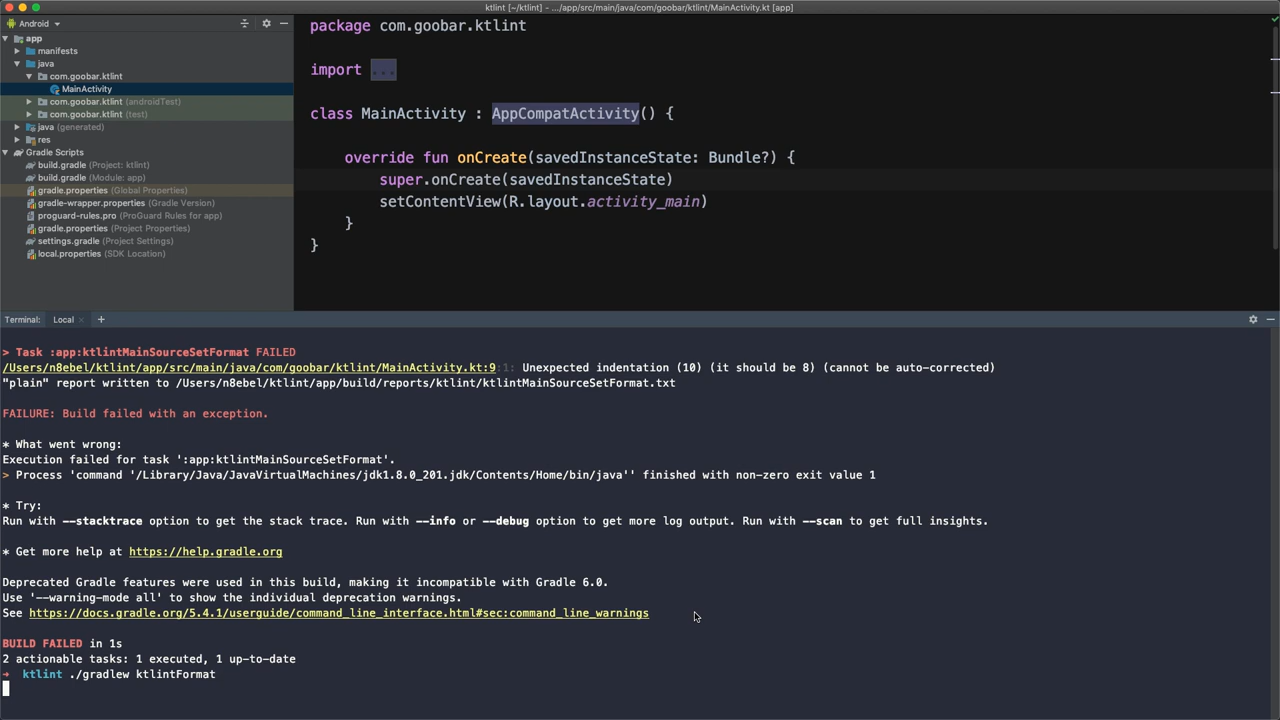 ktlint [~/ktlint] - .../app/src/main/java/com/goobar/ktlint/MainActivity.kt [app]
Android
app
manifests
java
com.goobar.ktlint
MainActivity
com.goobar.ktlint (androidTest)
com.goobar.ktlint (test)
java (generated)
res
Gradle Scripts
build.gradle (Project: ktlint)
build.gradle (Module: app)
gradle.properties (Global Properties)
gradle-wrapper.properties (Gradle Version)
proguard-rules.pro (ProGuard Rules for app)
gradle.properties (Project Properties)
settings.gradle (Project Settings)
local.properties (SDK Location)
package com.goobar.ktlint
import ...
class MainActivity : AppCompatActivity() {
override fun onCreate(savedInstanceState: Bundle?) {
super.onCreate(savedInstanceState)
setContentView(R.layout.activity_main)
}
}
Terminal: Local +
> Task :app:ktlintMainSourceSetFormat FAILED
/Users/n8ebel/ktlint/app/src/main/java/com/goobar/ktlint/MainActivity.kt:9:1: Unexpected indentation (10) (it should be 8) (cannot be auto-corrected)
"plain" report written to /Users/n8ebel/ktlint/app/build/reports/ktlint/ktlintMainSourceSetFormat.txt
FAILURE: Build failed with an exception.
* What went wrong:
Execution failed for task ':app:ktlintMainSourceSetFormat'.
> Process 'command '/Library/Java/JavaVirtualMachines/jdk1.8.0_201.jdk/Contents/Home/bin/java'' finished with non-zero exit value 1
* Try:
Run with --stacktrace option to get the stack trace. Run with --info or --debug option to get more log output. Run with --scan to get full insights.
* Get more help at https://help.gradle.org
Deprecated Gradle features were used in this build, making it incompatible with Gradle 6.0.
Use '--warning-mode all' to show the individual deprecation warnings.
See https://docs.gradle.org/5.4.1/userguide/command_line_interface.html#sec:command_line_warnings
BUILD FAILED in 1s
2 actionable tasks: 1 executed, 1 up-to-date
➜ ktlint ./gradlew ktlintFormat